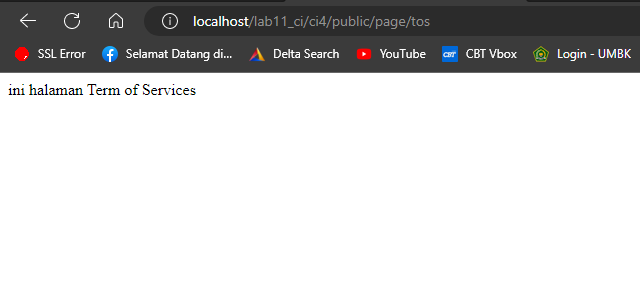 localhost/lab11_ci/ci4/public/page/tos
SSL Error Selamat Datang di... Delta Search YouTube CBT CBT Vbox Login - UMBK
ini halaman Term of Services